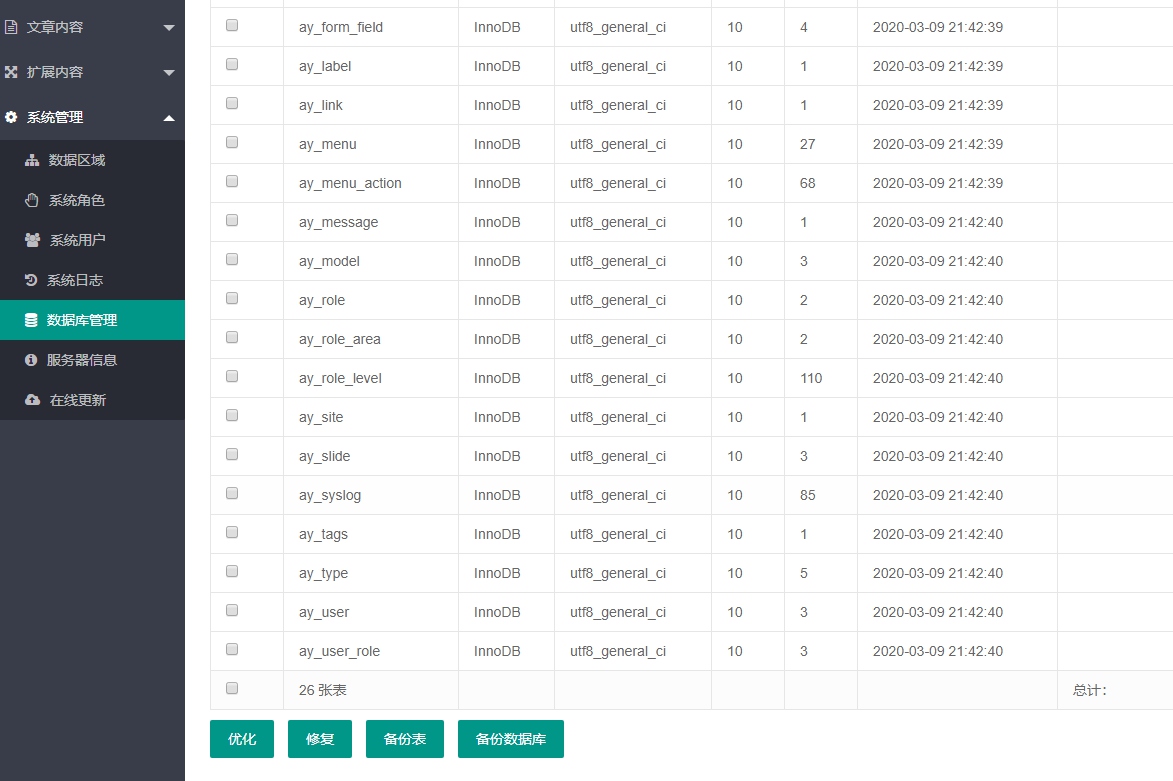 文章内容
扩展内容
系统管理
数据区域
系统角色
系统用户
系统日志
数据库管理
服务器信息
在线更新
ay_form_field InnoDB utf8_general_ci 10 4 2020-03-09 21:42:39
ay_label InnoDB utf8_general_ci 10 1 2020-03-09 21:42:39
ay_link InnoDB utf8_general_ci 10 1 2020-03-09 21:42:39
ay_menu InnoDB utf8_general_ci 10 27 2020-03-09 21:42:39
ay_menu_action InnoDB utf8_general_ci 10 68 2020-03-09 21:42:39
ay_message InnoDB utf8_general_ci 10 1 2020-03-09 21:42:40
ay_model InnoDB utf8_general_ci 10 3 2020-03-09 21:42:40
ay_role InnoDB utf8_general_ci 10 2 2020-03-09 21:42:40
ay_role_area InnoDB utf8_general_ci 10 2 2020-03-09 21:42:40
ay_role_level InnoDB utf8_general_ci 10 110 2020-03-09 21:42:40
ay_site InnoDB utf8_general_ci 10 1 2020-03-09 21:42:40
ay_slide InnoDB utf8_general_ci 10 3 2020-03-09 21:42:40
ay_syslog InnoDB utf8_general_ci 10 85 2020-03-09 21:42:40
ay_tags InnoDB utf8_general_ci 10 1 2020-03-09 21:42:40
ay_type InnoDB utf8_general_ci 10 5 2020-03-09 21:42:40
ay_user InnoDB utf8_general_ci 10 3 2020-03-09 21:42:40
ay_user_role InnoDB utf8_general_ci 10 3 2020-03-09 21:42:40
26 张表 总计：
优化 修复 备份表 备份数据库